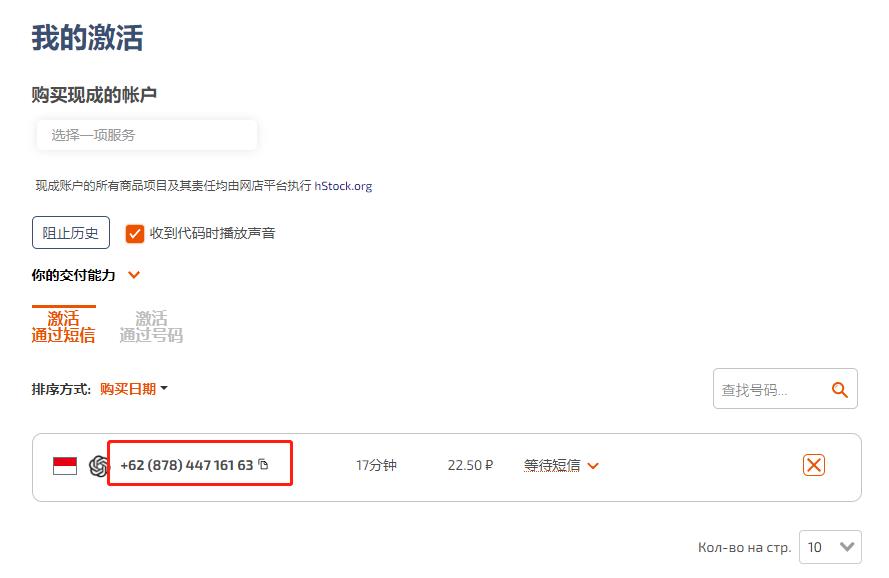 我的激活
购买现成的帐户
选择一项服务
现成账户的所有商品项目及其责任均由网店平台执行 hStock.org
阻止历史 收到代码时播放声音
你的交付能力
激活 激活
通过短信 通过号码
排序方式: 购买日期 查找号码...
+62 (878) 447 161 63 17分钟 22.50 ₽ 等待短信
Кол-во на стр. 10